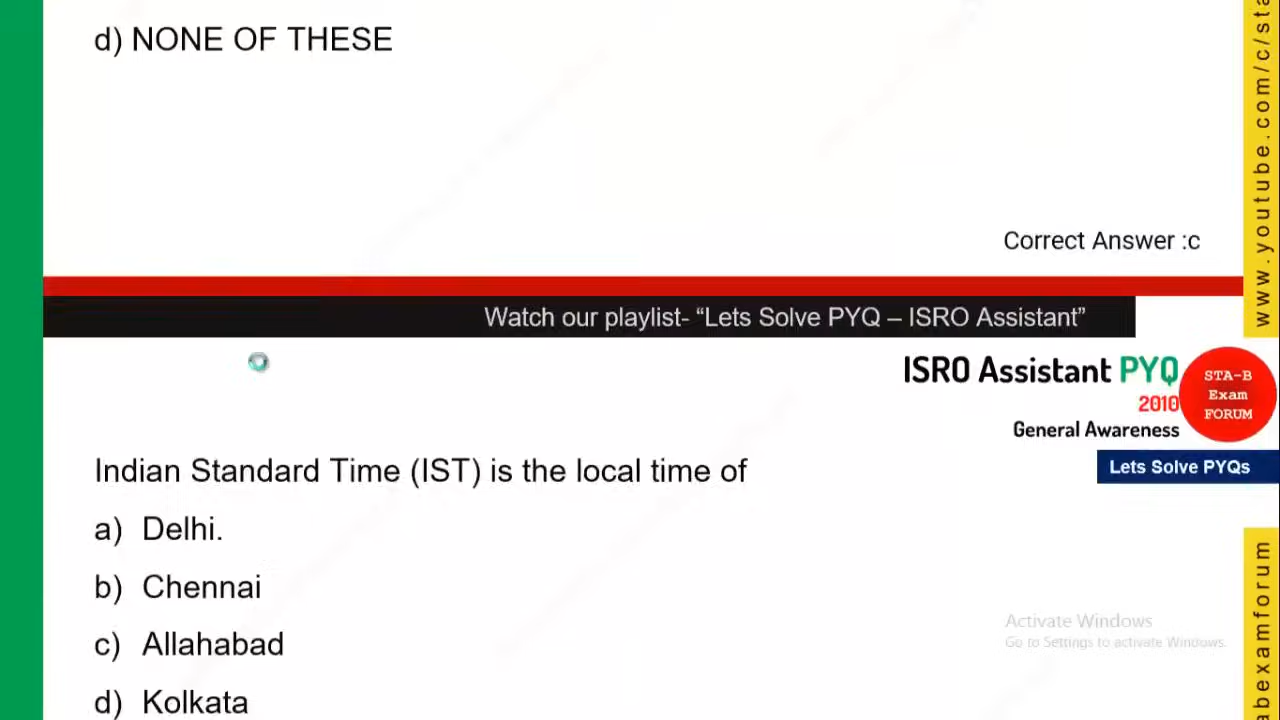 d) NONE OF THESE
Correct Answer :c
Watch our playlist- “Lets Solve PYQ – ISRO Assistant”
ISRO Assistant PYQ
2010
General Awareness
STA-B
Exam
FORUM
Lets Solve PYQs
Indian Standard Time (IST) is the local time of
a) Delhi.
b) Chennai
c) Allahabad
d) Kolkata
Activate Windows
Go to Settings to activate Windows.
www.youtube.com/c/sta
abexamforum